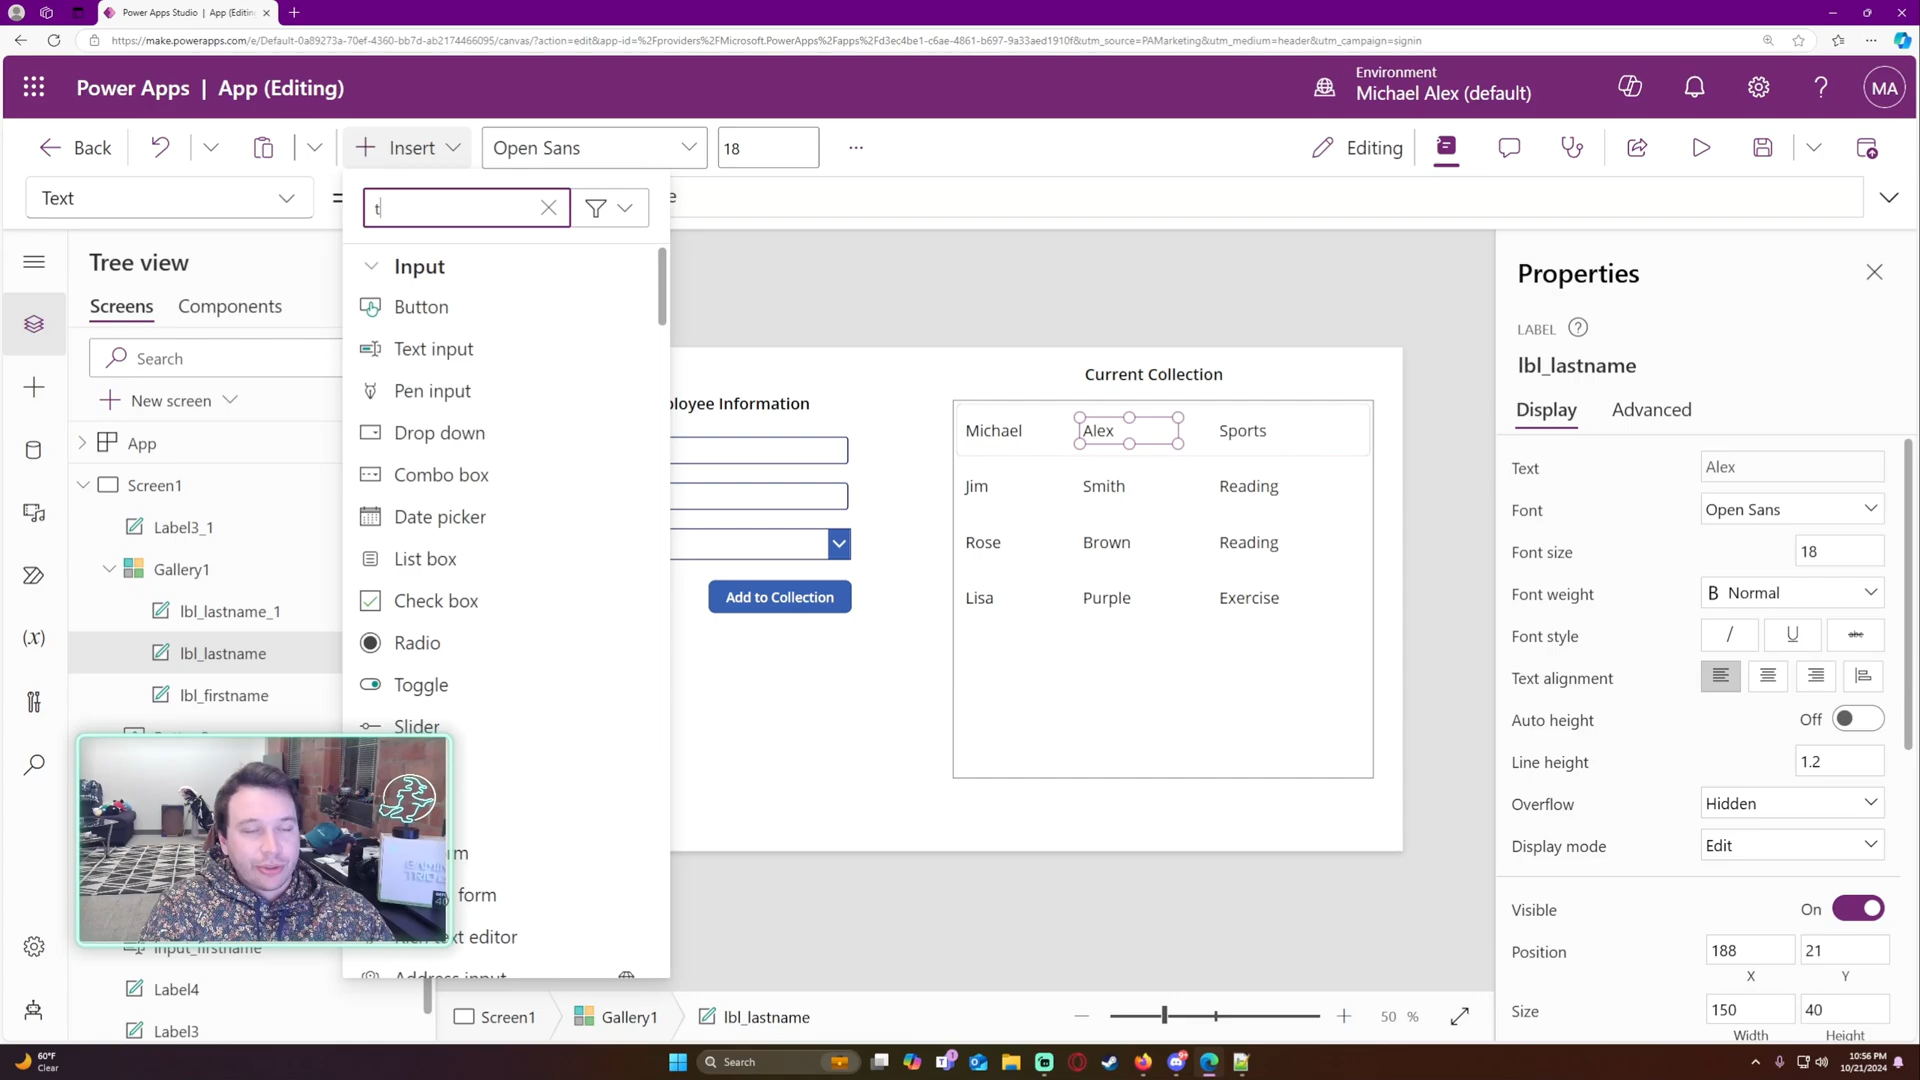 Power Apps Studio | App (Editing)
https://make.powerapps.com/e/Default-0a89273a-70ef-4360-bb7d-ab2174466095/canvas/?action=edit&app-id=%2Fproviders%2FMicrosoft.PowerApps%2Fapps%2Fd3ec4be1-c6ae-4861-b697-9a33aed1910f&utm_source=PAMarketing&utm_medium=header&utm_campaign=signin
Power Apps | App (Editing)
Environment
Michael Alex (default)
MA
Back
Insert
Open Sans
18
Editing
Text
=
t
Tree view
Screens
Components
Search
New screen
App
Screen1
Label3_1
Gallery1
lbl_lastname_1
lbl_lastname
lbl_firstname
Label4
Label3
Input
Button
Text input
Pen input
Drop down
Combo box
Date picker
List box
Check box
Radio
Toggle
Slider
form
text editor
ployee Information
Add to Collection
Current Collection
Michael Alex Sports
Jim Smith Reading
Rose Brown Reading
Lisa Purple Exercise
Properties
LABEL
lbl_lastname
Display
Advanced
Text Alex
Font Open Sans
Font size 18
Font weight B Normal
Font style / U abc
Text alignment
Auto height Off
Line height 1.2
Overflow Hidden
Display mode Edit
Visible On
Position 188 21
X Y
Size 150 40
Width Height
Screen1
Gallery1
lbl_lastname
50 %
60°F
Clear
Search
10:56 PM
10/21/2024